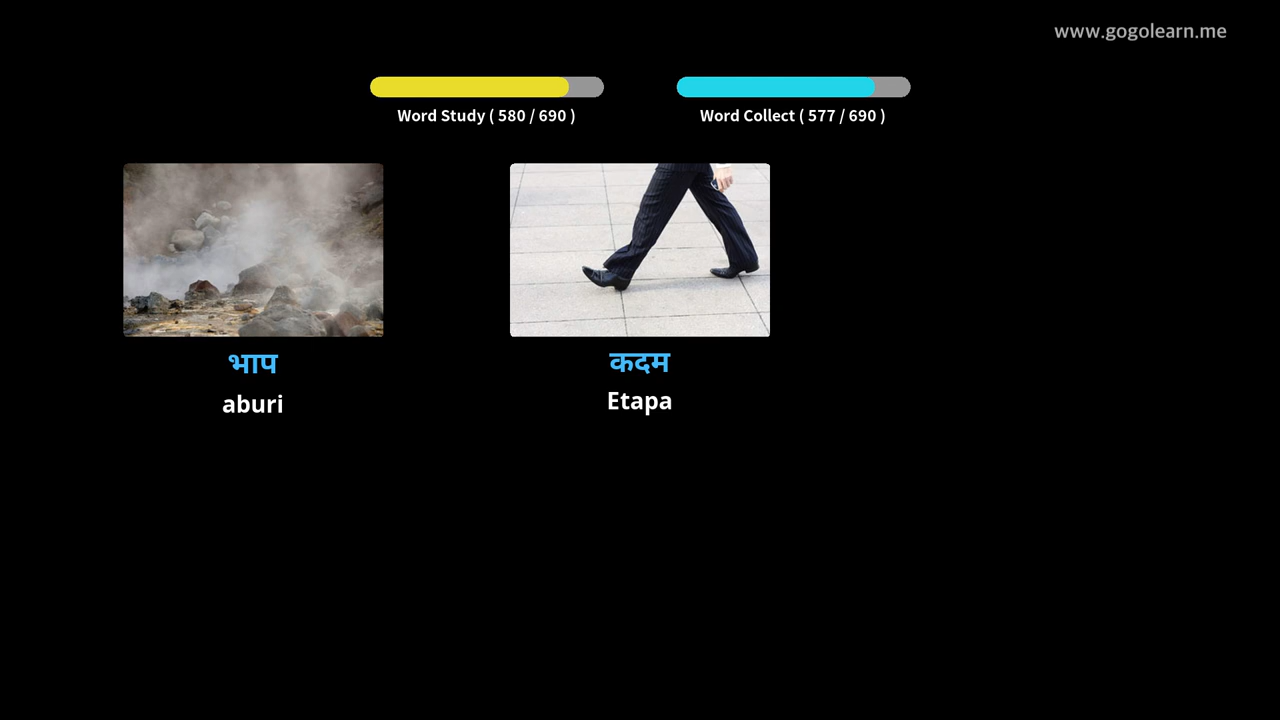 www.gogolearn.me
Word Study ( 580 / 690 )
Word Collect ( 577 / 690 )
भाप
aburi
कदम
Etapa